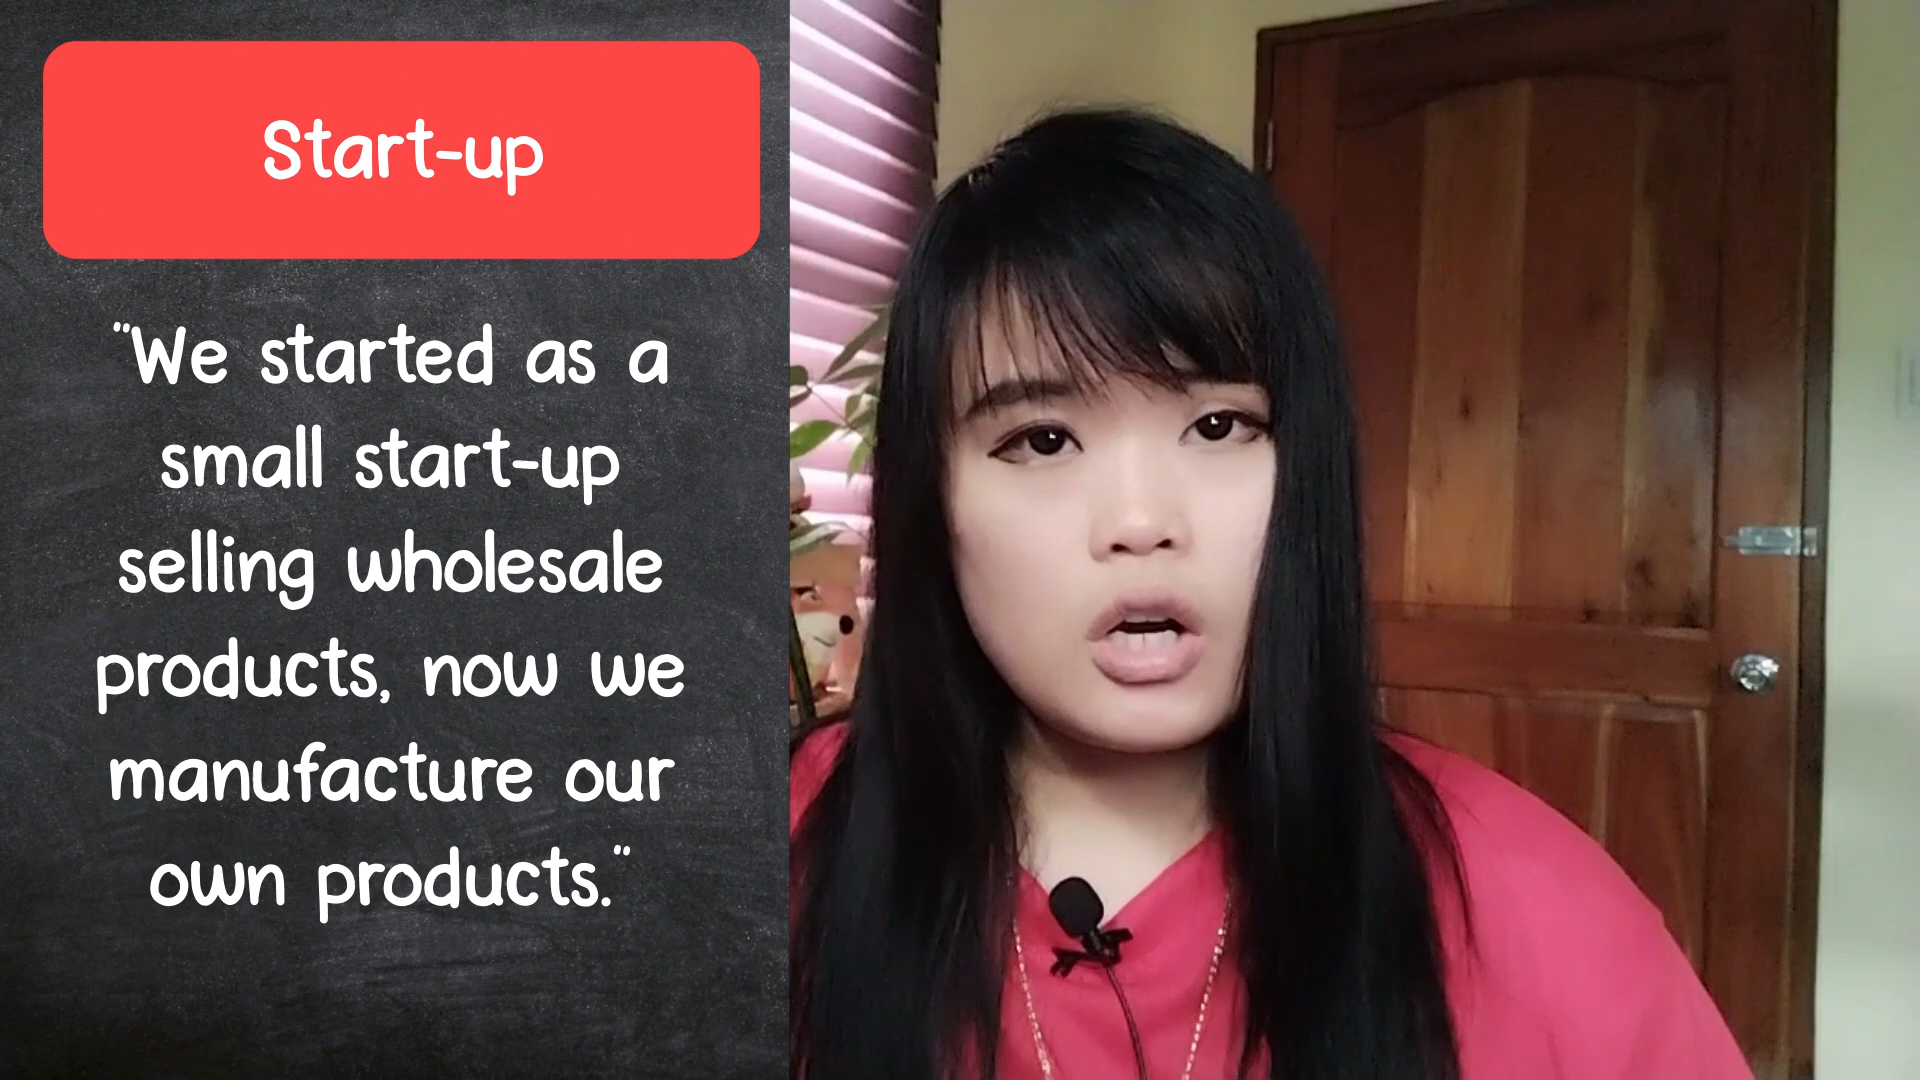 Start-up
"We started as a
small start-up
selling wholesale
products, now we
manufacture our
own products."